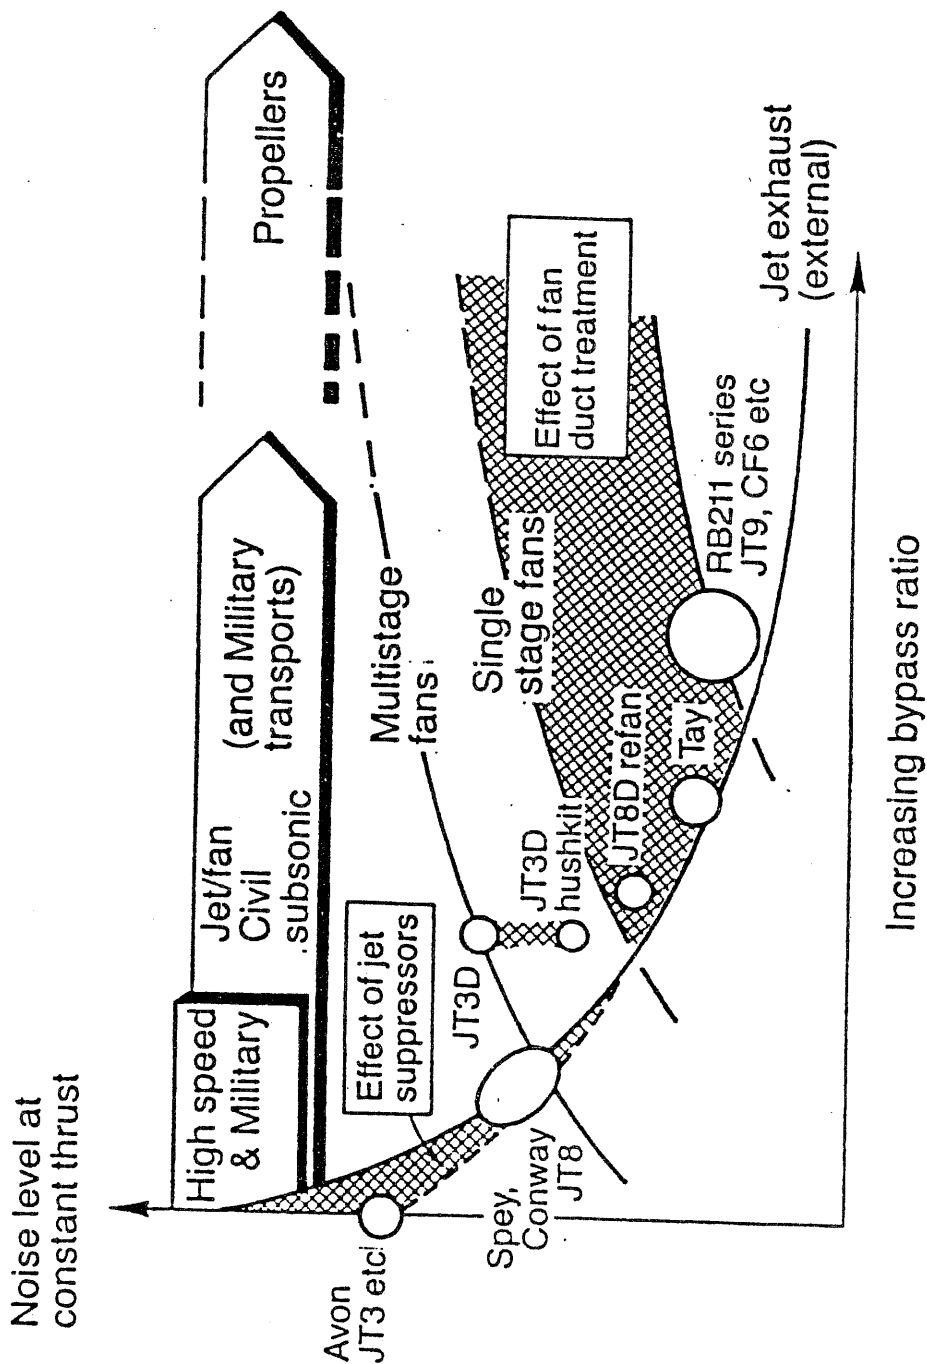 Noise level at
constant thrust
High speed
& Military
Jet/fan
Civil
subsonic
(and Military
transports)
Propellers
Effect of jet
suppressors
Multistage
fans
Avon
JT3 etc
JT3D
Spey,
Conway
JT8
JT3D
hushkit
Single
stage fans
Effect of fan
duct treatment
JT8D refan
Tay
RB211 series
JT9, CF6 etc
Jet exhaust
(external)
Increasing bypass ratio